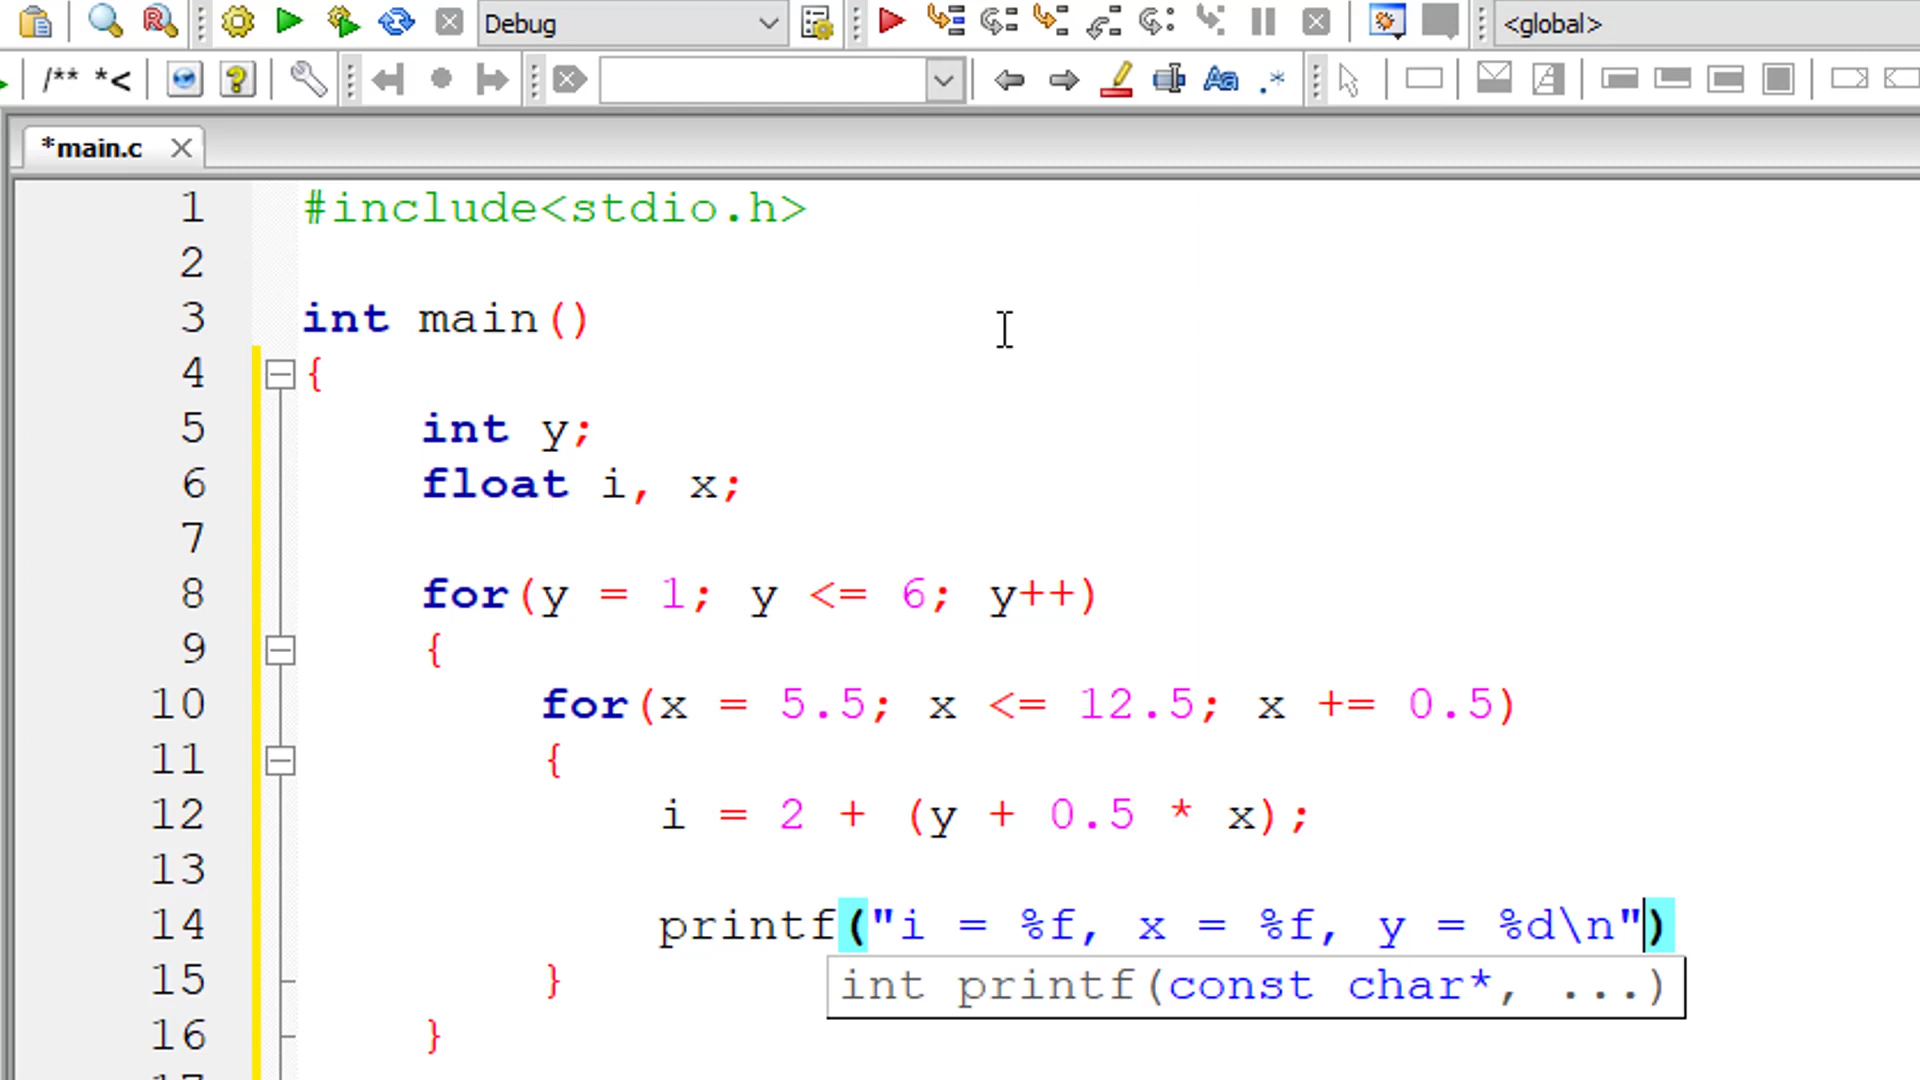 Debug
<global>
/** *<
Aa .*
*main.c
1 #include<stdio.h>
2
3 int main()
4 {
5 int y;
6 float i, x;
7
8 for(y = 1; y <= 6; y++)
9 {
10 for(x = 5.5; x <= 12.5; x += 0.5)
11 {
12 i = 2 + (y + 0.5 * x);
13
14 printf("i = %f, x = %f, y = %d\n")
15 }
int printf(const char*, ...)
16 }
17